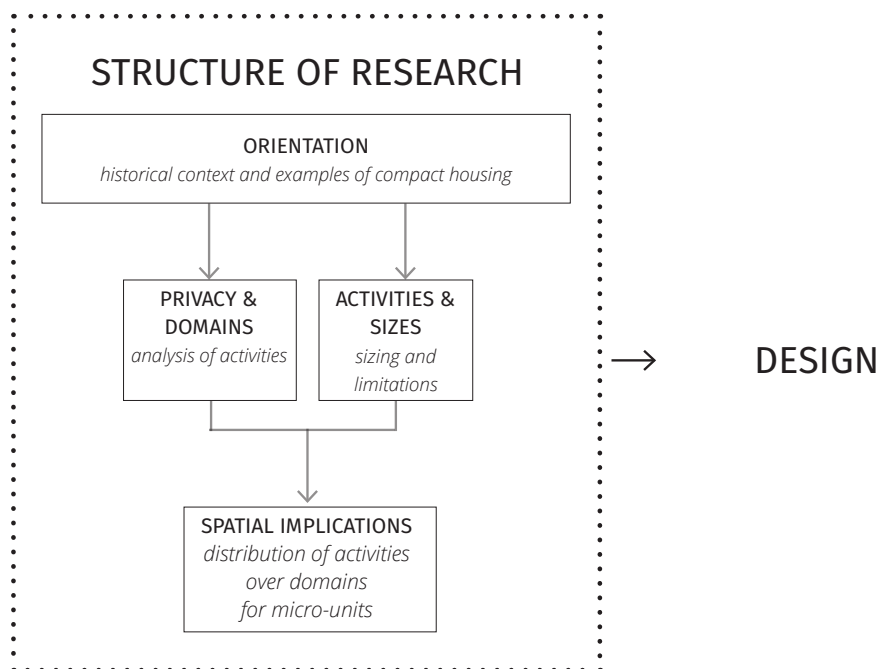 STRUCTURE OF RESEARCH
ORIENTATION
historical context and examples of compact housing
PRIVACY &
DOMAINS
analysis of activities
ACTIVITIES &
SIZES
sizing and
limitations
SPATIAL IMPLICATIONS
distribution of activities
over domains
for micro-units
DESIGN